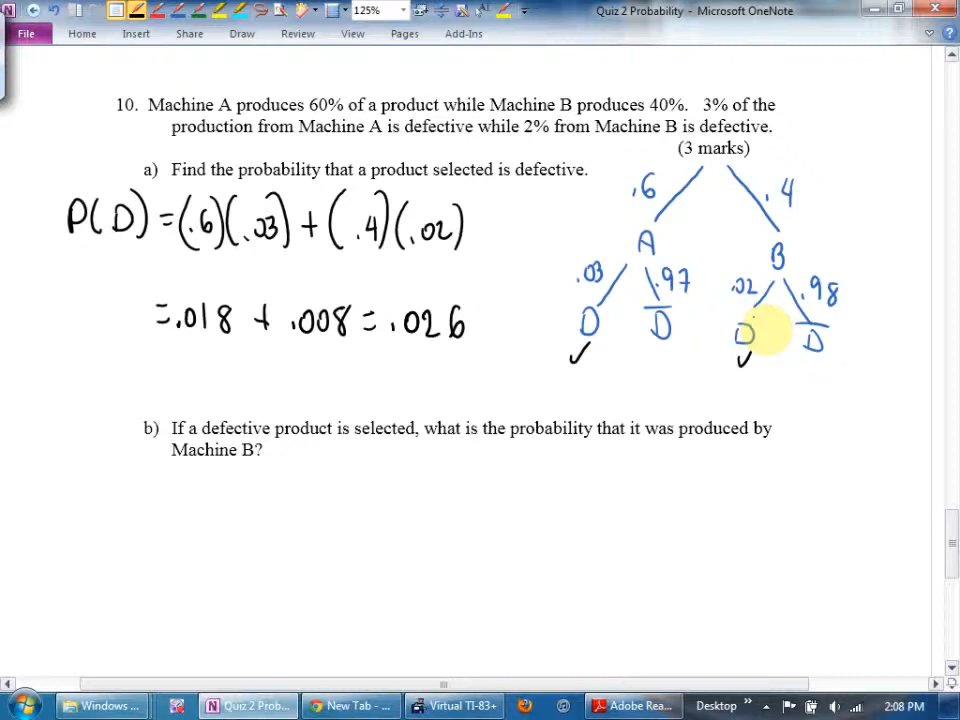 Quiz 2 Probability - Microsoft OneNote
125%
File Home Insert Share Draw Review View Pages Add-Ins
10. Machine A produces 60% of a product while Machine B produces 40%. 3% of the
production from Machine A is defective while 2% from Machine B is defective.
(3 marks)
a) Find the probability that a product selected is defective.
.6 .4
P(D) = (.6)(.03) + (.4)(.02)
A B
.03 .97 .02 .98
= .018 + .008 = .026
D D̅ D D̅
✓ ✓
b) If a defective product is selected, what is the probability that it was produced by
Machine B?
Windows ... Quiz 2 Prob... New Tab - ... Virtual TI-83+ Adobe Rea... Desktop » 2:08 PM